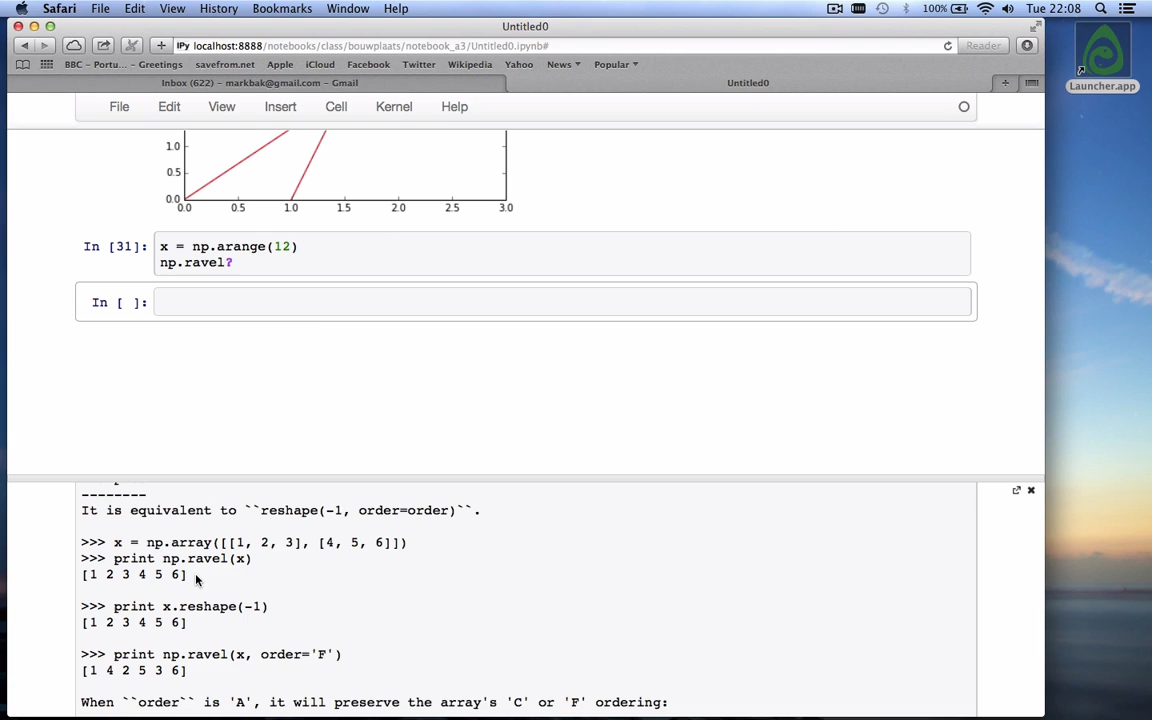 Safari File Edit View History Bookmarks Window Help 100% Tue 22:08
Untitled0
IPy localhost:8888/notebooks/class/bouwplaats/notebook_a3/Untitled0.ipynb# Reader
BBC – Portu... – Greetings savefrom.net Apple iCloud Facebook Twitter Wikipedia Yahoo News Popular
Inbox (622) – markbak@gmail.com – Gmail Untitled0
Launcher.app
File Edit View Insert Cell Kernel Help
1.0
0.5
0.0
0.0 0.5 1.0 1.5 2.0 2.5 3.0
In [31]: x = np.arange(12)
np.ravel?
In [ ]:
--------
It is equivalent to ``reshape(-1, order=order)``.
>>> x = np.array([[1, 2, 3], [4, 5, 6]])
>>> print np.ravel(x)
[1 2 3 4 5 6]
>>> print x.reshape(-1)
[1 2 3 4 5 6]
>>> print np.ravel(x, order='F')
[1 4 2 5 3 6]
When ``order`` is 'A', it will preserve the array's 'C' or 'F' ordering: